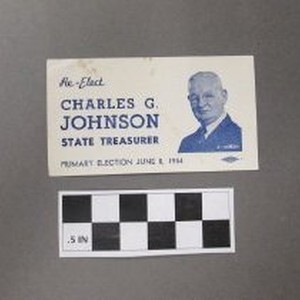 Re-Elect
CHARLES G.
JOHNSON
STATE TREASURER
PRIMARY ELECTION JUNE 8, 1954
.5 IN